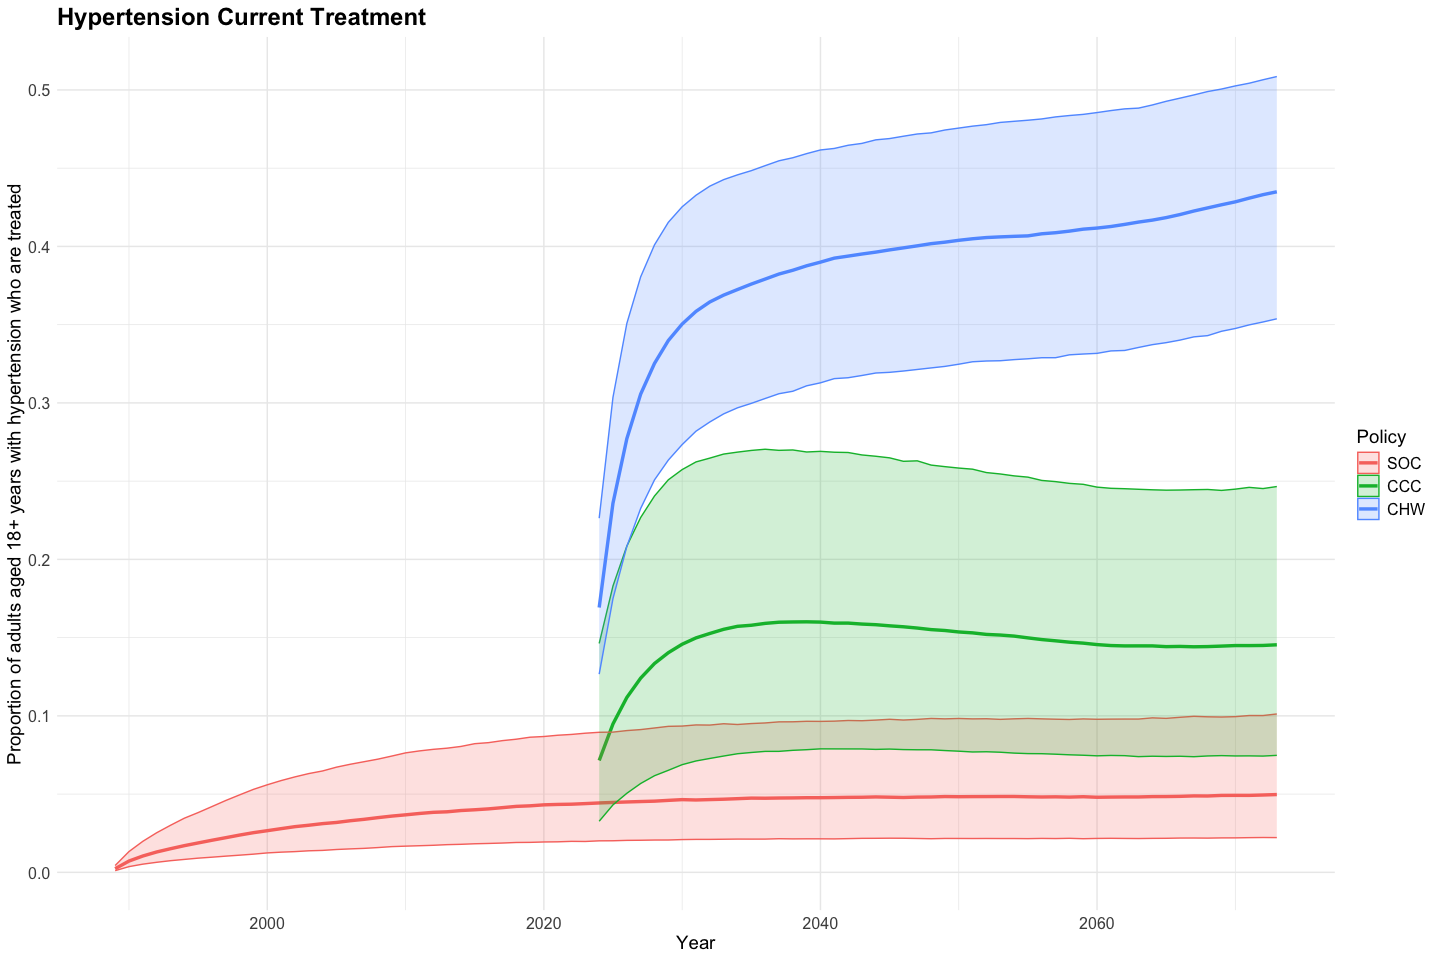 Hypertension Current Treatment
Proportion of adults aged 18+ years with hypertension who are treated
0.5
0.4
0.3
0.2
0.1
0.0
2000
2020
2040
2060
Year
Policy
SOC
CCC
CHW